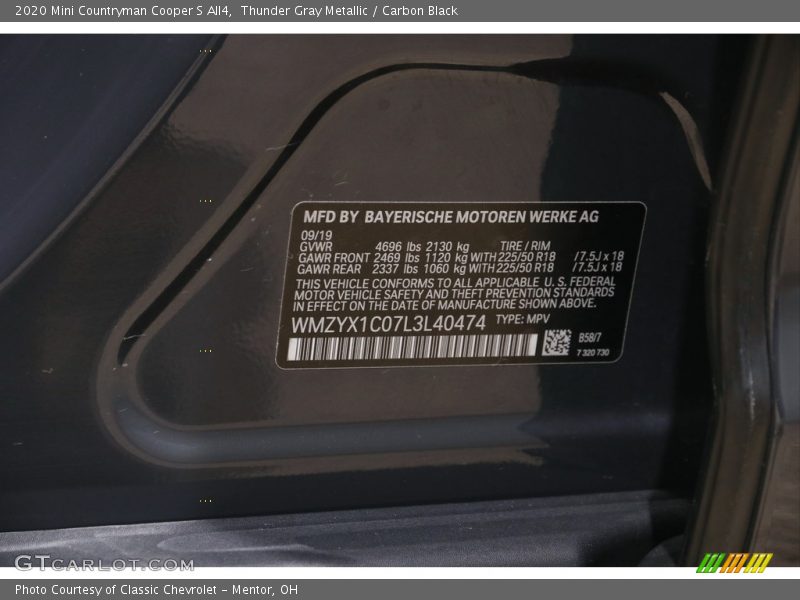 2020 Mini Countryman Cooper S All4, Thunder Gray Metallic / Carbon Black
MFD BY BAYERISCHE MOTOREN WERKE AG
09/19
GVWR 4696 lbs 2130 kg TIRE / RIM
GAWR FRONT 2469 lbs 1120 kg WITH 225/50 R18 /7.5J x 18
GAWR REAR 2337 lbs 1060 kg WITH 225/50 R18 /7.5J x 18
THIS VEHICLE CONFORMS TO ALL APPLICABLE U. S. FEDERAL
MOTOR VEHICLE SAFETY AND THEFT PREVENTION STANDARDS
IN EFFECT ON THE DATE OF MANUFACTURE SHOWN ABOVE.
WMZYX1C07L3L40474 TYPE: MPV
B58/7
7 320 730
GTCARLOT.COM
Photo Courtesy of Classic Chevrolet - Mentor, OH